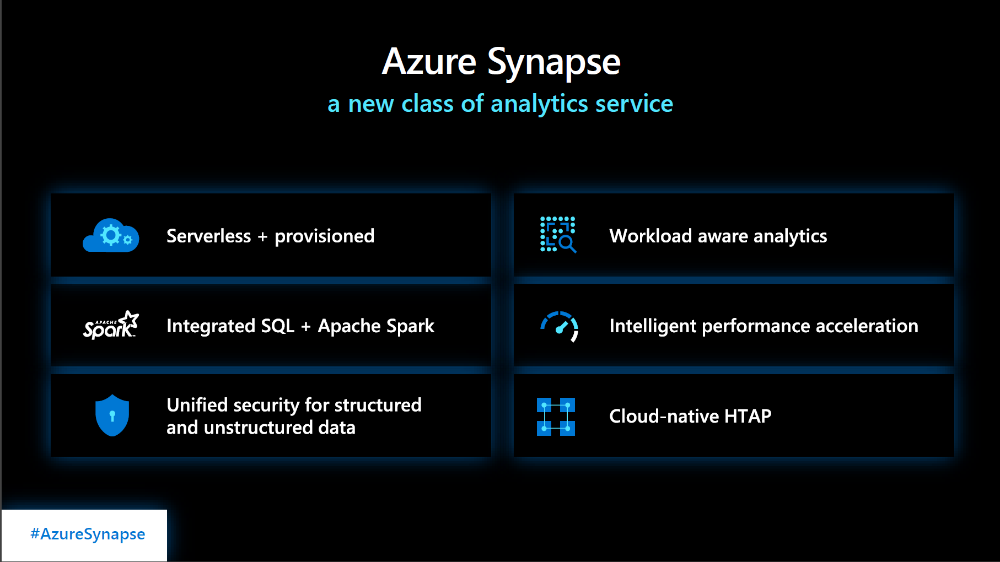 Azure Synapse
a new class of analytics service
Serverless + provisioned
Workload aware analytics
APACHE
Spark™
Integrated SQL + Apache Spark
Intelligent performance acceleration
Unified security for structured
and unstructured data
Cloud-native HTAP
#AzureSynapse